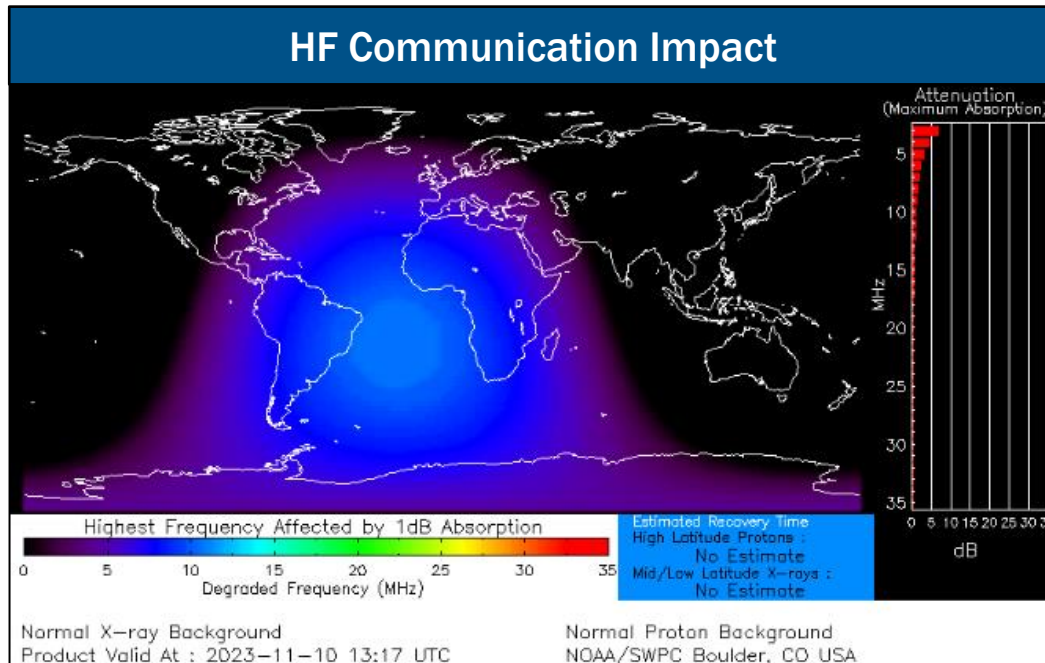 HF Communication Impact
Attenuation
(Maximum Absorption)
5
10
15
20
25
30
35
MHz
0 5 10 15 20 25 30
dB
Highest Frequency Affected by 1dB Absorption
0 5 10 15 20 25 30 35
Degraded Frequency (MHz)
Estimated Recovery Time
High Latitude Protons :
No Estimate
Mid/Low Latitude X-rays :
No Estimate
Normal X-ray Background
Normal Proton Background
Product Valid At : 2023-11-10 13:17 UTC
NOAA/SWPC Boulder, CO USA